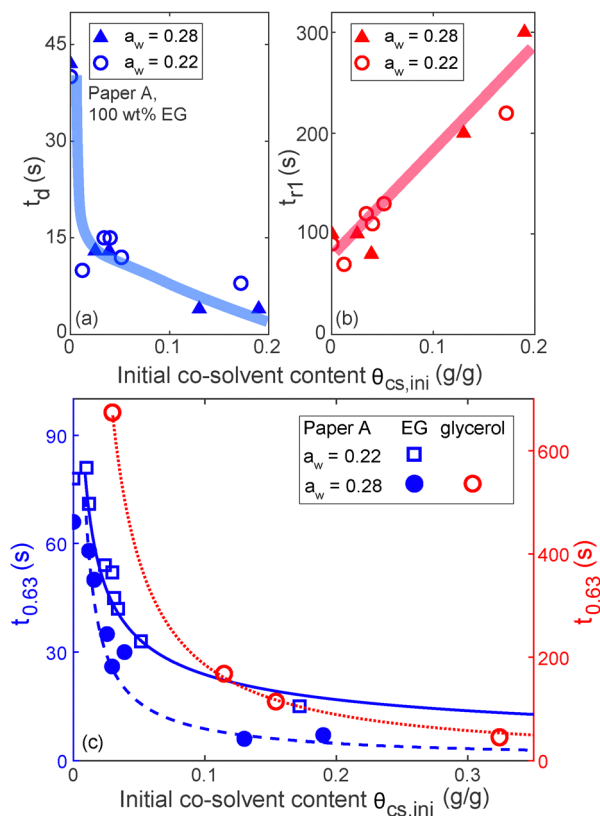 45
30
15
0
t_d (s)
a_w = 0.28
a_w = 0.22
Paper A,
100 wt% EG
(a)
0 0.1 0.2
300
200
100
0
t_r1 (s)
a_w = 0.28
a_w = 0.22
(b)
0 0.1 0.2
Initial co-solvent content θ_cs,ini (g/g)
90
60
30
0
t_0.63 (s)
Paper A EG glycerol
a_w = 0.22
a_w = 0.28
600
400
200
0
t_0.63 (s)
(c)
0 0.1 0.2 0.3
Initial co-solvent content θ_cs,ini (g/g)